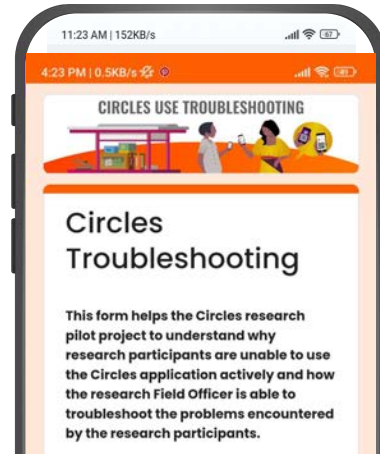 11:23 AM | 152KB/s
67
4:23 PM | 0.5KB/s
CIRCLES USE TROUBLESHOOTING
Circles
Troubleshooting
This form helps the Circles research
pilot project to understand why
research participants are unable to use
the Circles application actively and how
the research Field Officer is able to
troubleshoot the problems encountered
by the research participants.